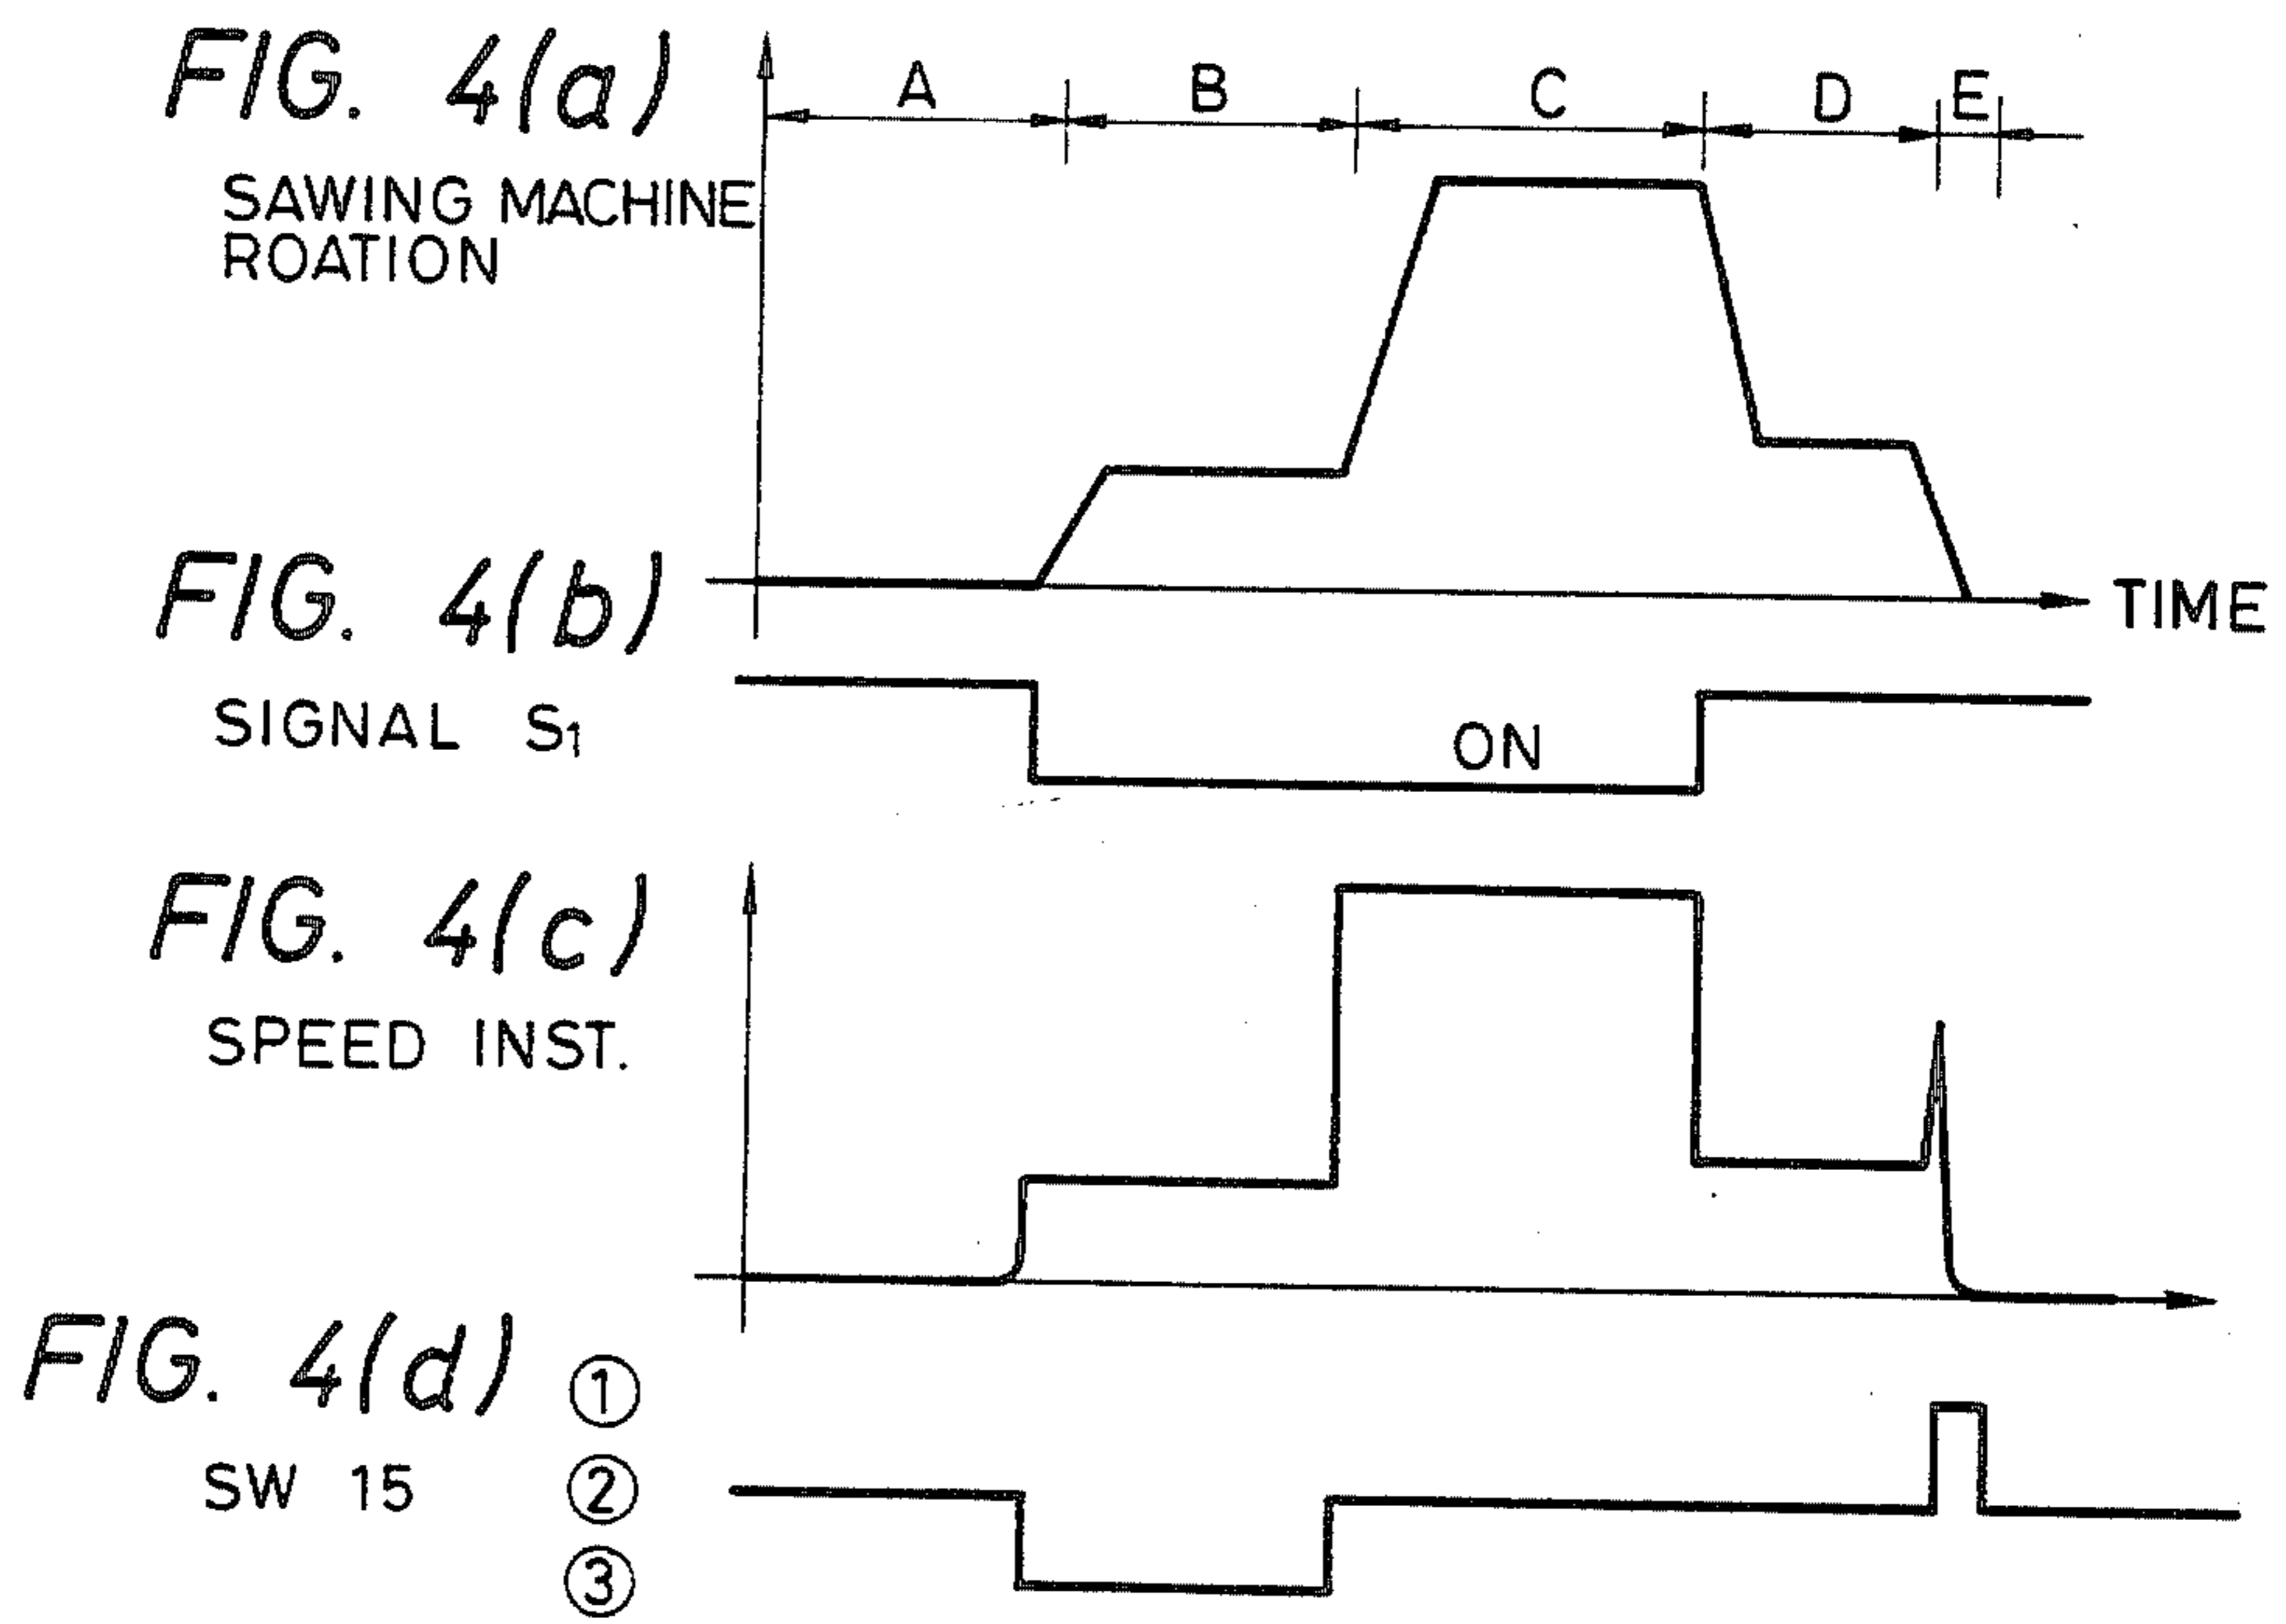 FIG. 4(a)
A B C D E
SAWING MACHINE
ROATION
FIG. 4(b)
TIME
SIGNAL S1
ON
FIG. 4(c)
SPEED INST.
FIG. 4(d)
①
SW 15
②
③